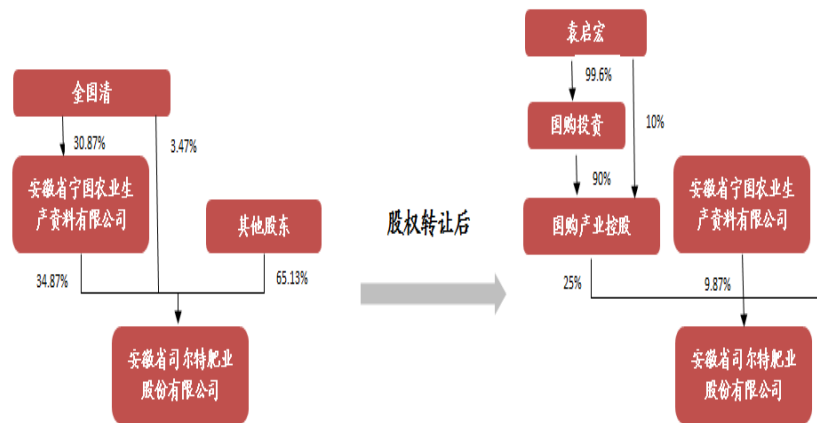 金国清
30.87%
3.47%
安徽省宁国农业生
产资料有限公司
其他股东
34.87%
65.13%
安徽省司尔特肥业
股份有限公司
股权转让后
袁启宏
99.6%
国购投资
10%
90%
国购产业控股
安徽省宁国农业生
产资料有限公司
25%
9.87%
安徽省司尔特肥业
股份有限公司